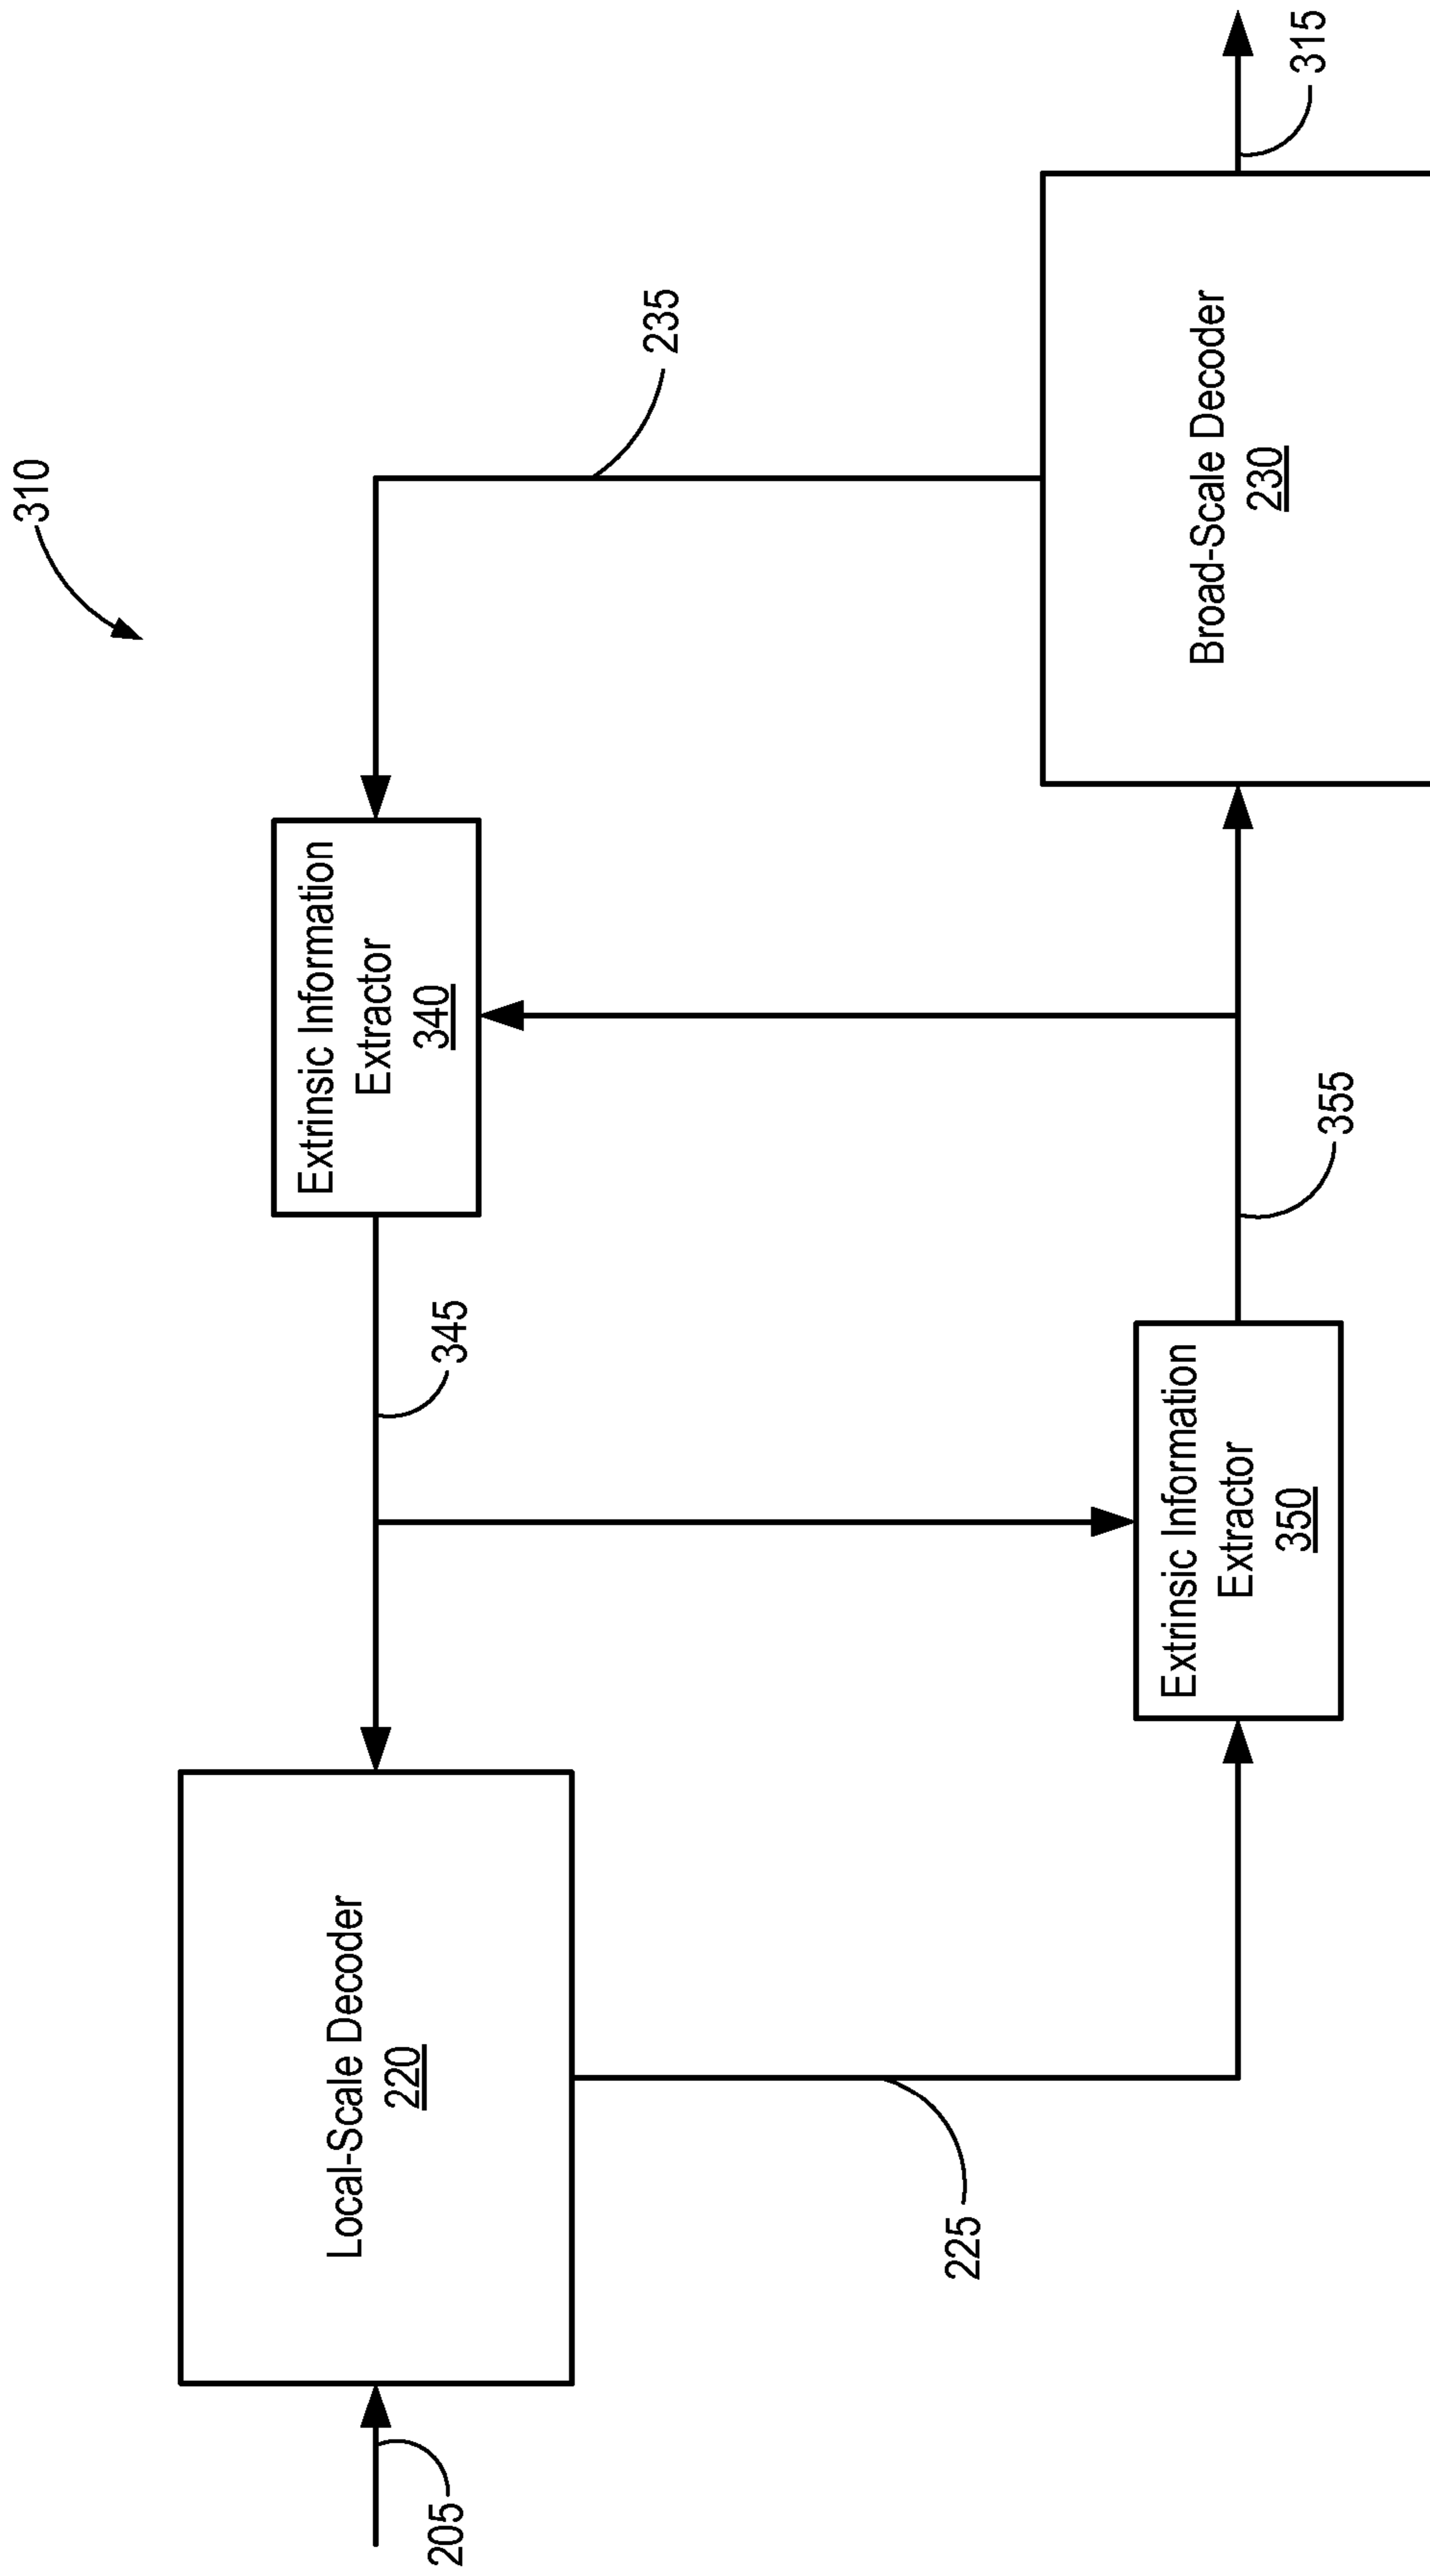 310
235
Extrinsic Information
Extractor
340
345
Local-Scale Decoder
220
205
225
Extrinsic Information
Extractor
350
355
Broad-Scale Decoder
230
315